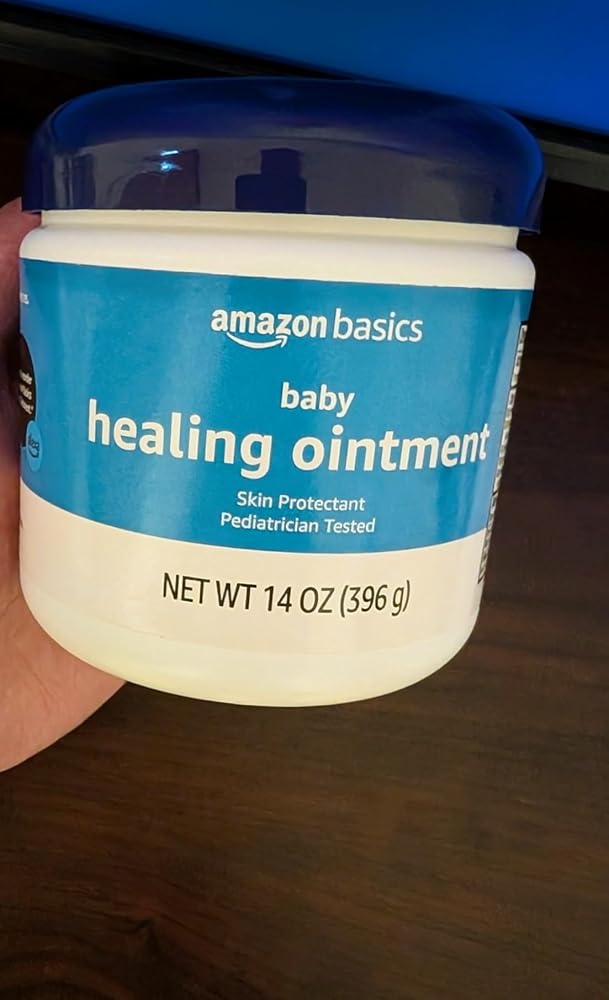 amazon basics
baby
healing ointment
Skin Protectant
Pediatrician Tested
NET WT 14 OZ (396 g)